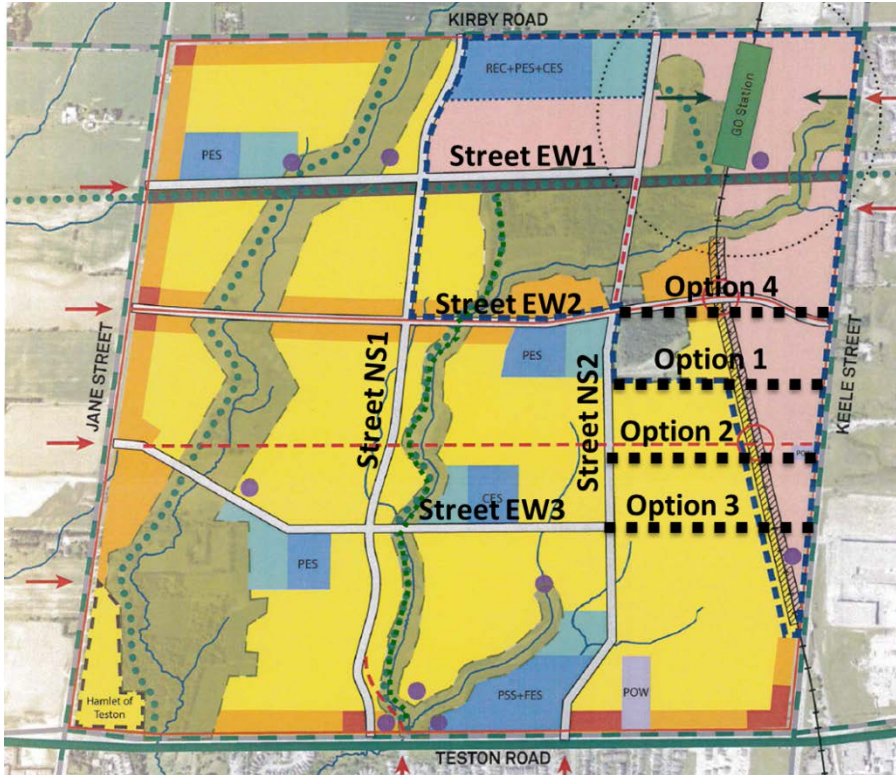 KIRBY ROAD
REC+PES+CES
GO Station
PES
Street EW1
Street EW2
Option 4
PES
Option 1
JANE STREET
Street NS1
Street NS2
KEELE STREET
Option 2
POW
CES
Street EW3
Option 3
PES
Hamlet of
Teston
PSS+FES
POW
TESTON ROAD